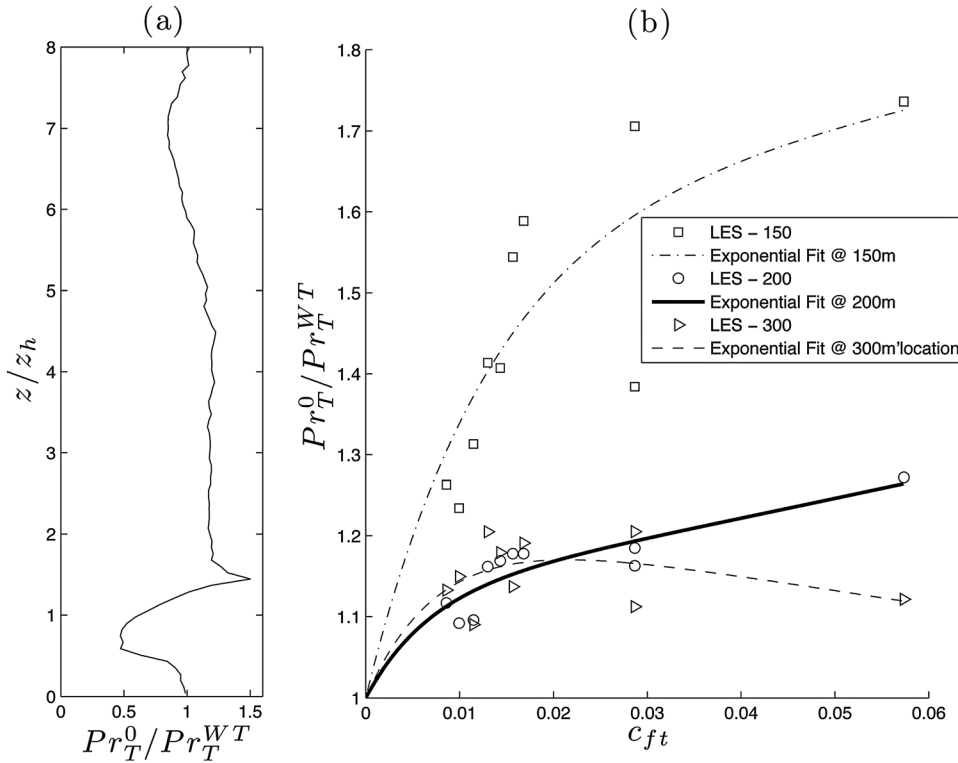 (a)
8
7
6
5
4
3
2
1
0
z/z_h
0 0.5 1 1.5
Pr_T^0/Pr_T^{WT}
(b)
1.8
1.7
1.6
1.5
1.4
1.3
1.2
1.1
1
Pr_T^0/Pr_T^{WT}
LES − 150
Exponential Fit @ 150m
LES − 200
Exponential Fit @ 200m
LES − 300
Exponential Fit @ 300m'location
0 0.01 0.02 0.03 0.04 0.05 0.06
c_{ft}